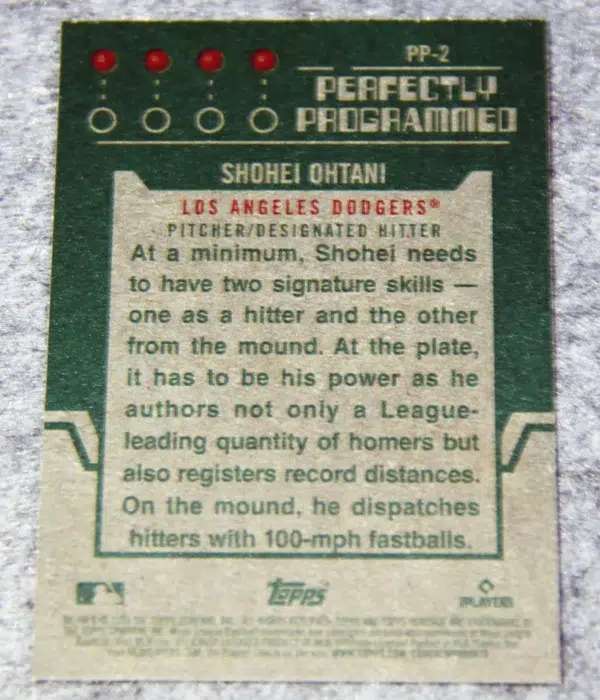 PP-2
PERFECTLY
PROGRAMMED
SHOHEI OHTANI
LOS ANGELES DODGERS®
PITCHER/DESIGNATED HITTER
At a minimum, Shohei needs
to have two signature skills —
one as a hitter and the other
from the mound. At the plate,
it has to be his power as he
authors not only a League-
leading quantity of homers but
also registers record distances.
On the mound, he dispatches
hitters with 100-mph fastballs.
topps
PLAYERS